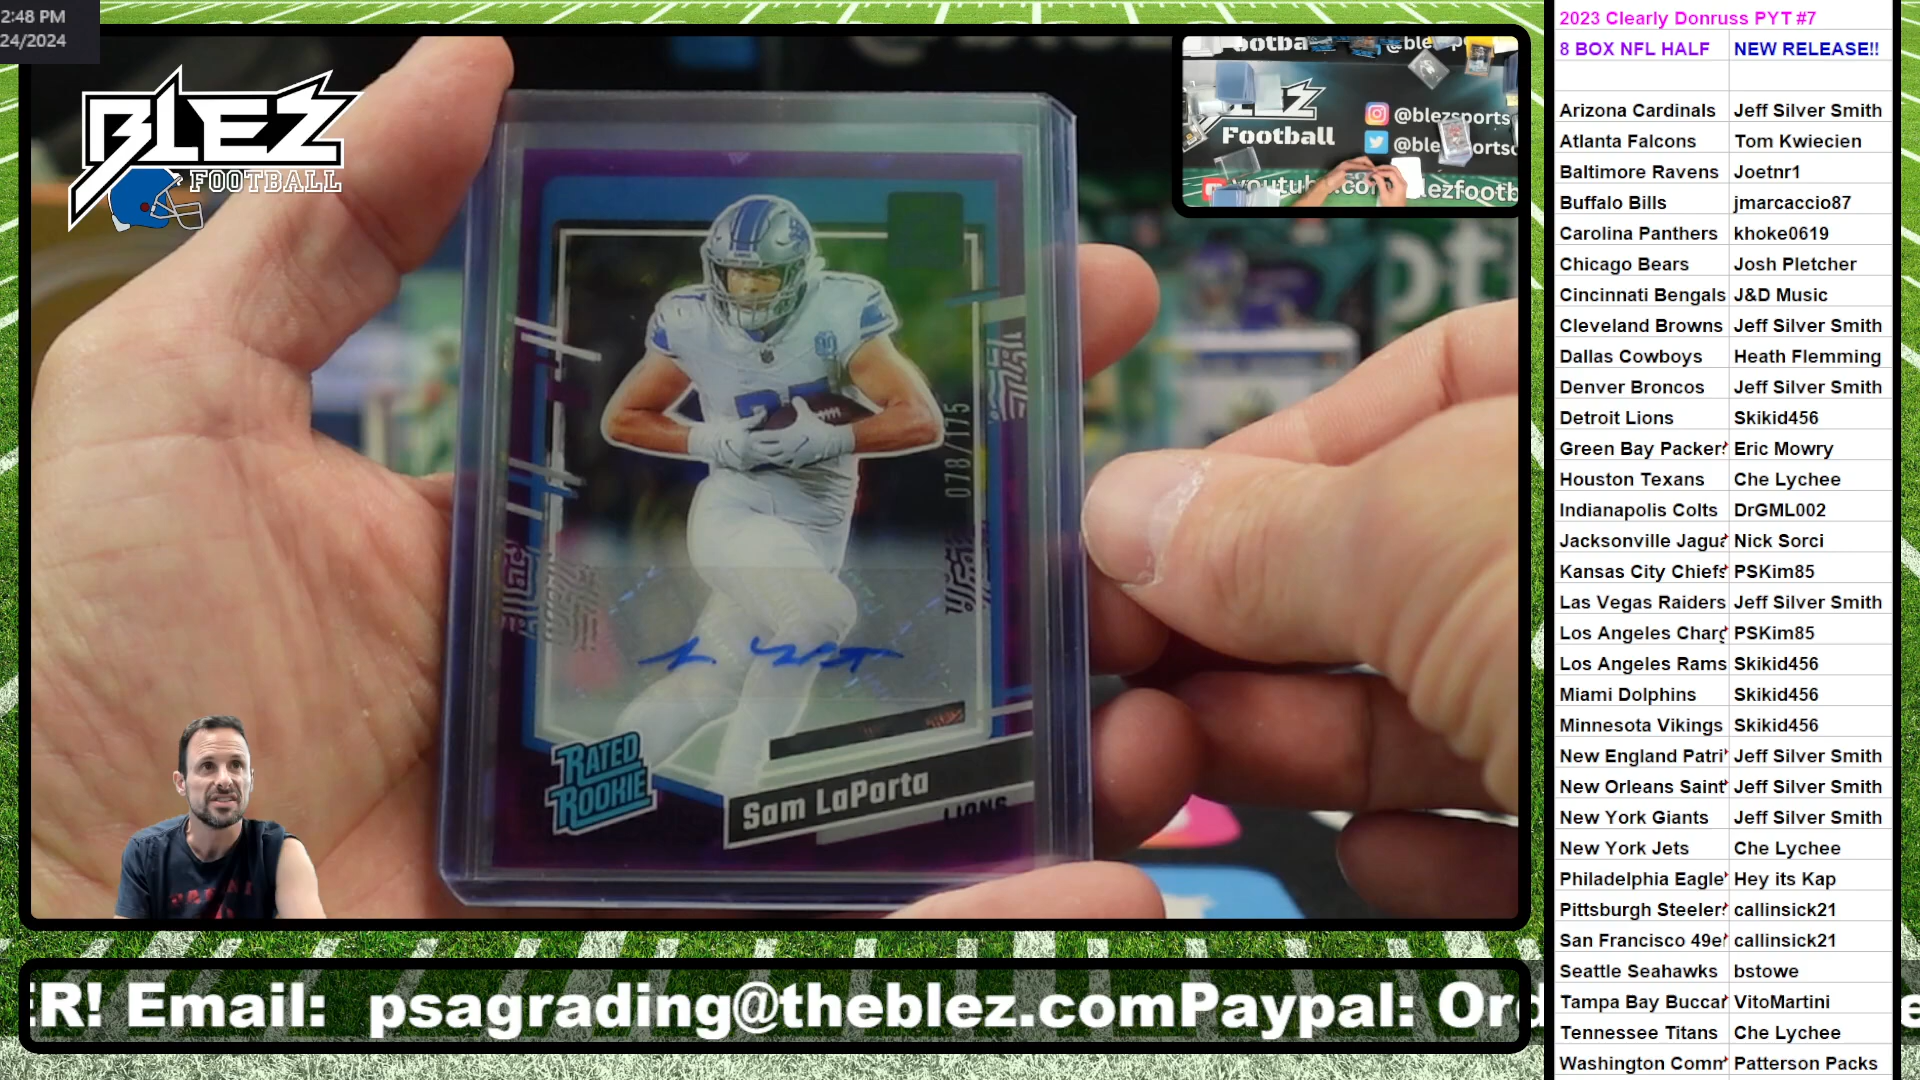 2:48 PM
24/2024
BLEZ
FOOTBALL
Football
@blezsports
078/175
RATED
ROOKIE
Sam LaPorta
LIONS
ER! Email: psagrading@theblez.comPaypal: Ord
2023 Clearly Donruss PYT #7
8 BOX NFL HALF NEW RELEASE!!
Arizona Cardinals Jeff Silver Smith
Atlanta Falcons Tom Kwiecien
Baltimore Ravens Joetnr1
Buffalo Bills jmarcaccio87
Carolina Panthers khoke0619
Chicago Bears Josh Pletcher
Cincinnati Bengals J&D Music
Cleveland Browns Jeff Silver Smith
Dallas Cowboys Heath Flemming
Denver Broncos Jeff Silver Smith
Detroit Lions Skikid456
Green Bay Packers Eric Mowry
Houston Texans Che Lychee
Indianapolis Colts DrGML002
Jacksonville Jagua Nick Sorci
Kansas City Chiefs PSKim85
Las Vegas Raiders Jeff Silver Smith
Los Angeles Charg PSKim85
Los Angeles Rams Skikid456
Miami Dolphins Skikid456
Minnesota Vikings Skikid456
New England Patri Jeff Silver Smith
New Orleans Saint Jeff Silver Smith
New York Giants Jeff Silver Smith
New York Jets Che Lychee
Philadelphia Eagle Hey its Kap
Pittsburgh Steelers callinsick21
San Francisco 49e callinsick21
Seattle Seahawks bstowe
Tampa Bay Buccar VitoMartini
Tennessee Titans Che Lychee
Washington Comm Patterson Packs